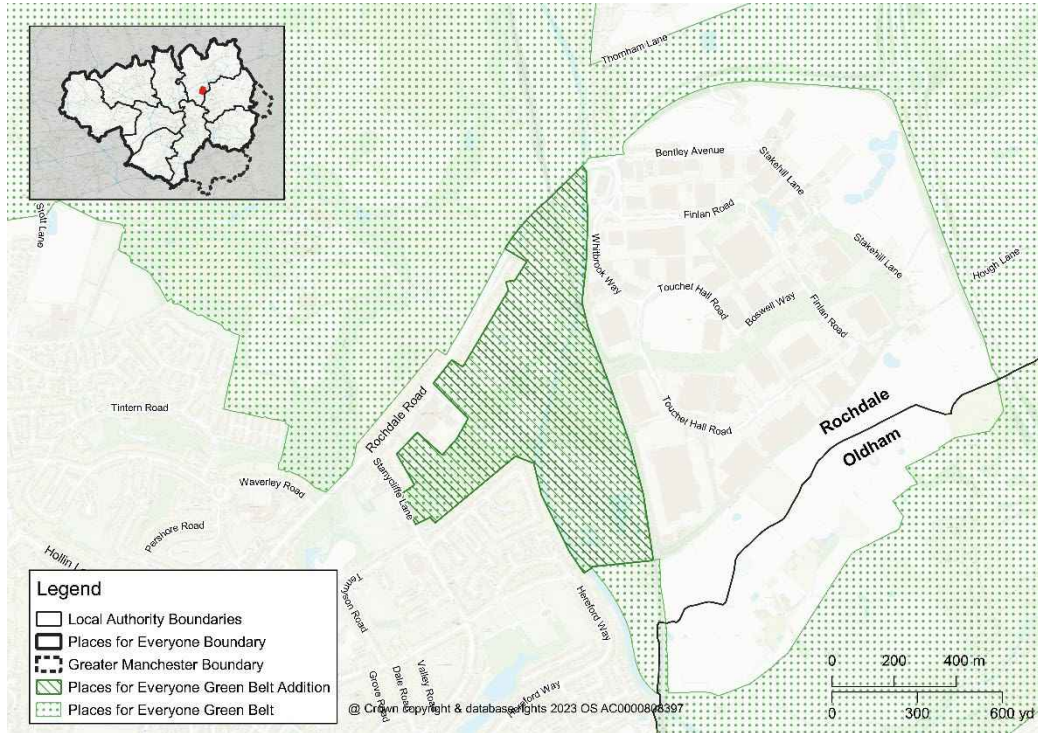 Thornham Lane
Bentley Avenue
Stakehill Lane
Finlan Road
Stott Lane
Whitbrook Way
Stakehill Lane
Hough Lane
Touchet Hall Road
Boswell Way
Finlan Road
Tintern Road
Rochdale Road
Touchet Hall Road
Rochdale
Oldham
Stanycliffe Lane
Waverley Road
Pershore Road
Hollin
Tennyson Road
Hereford Way
Valley Road
Dale Road
Grove Road
Hereford Way
Legend
Local Authority Boundaries
Places for Everyone Boundary
Greater Manchester Boundary
Places for Everyone Green Belt Addition
Places for Everyone Green Belt
0 200 400 m
0 300 600 yd
@ Crown copyright & database rights 2023 OS AC0000808397